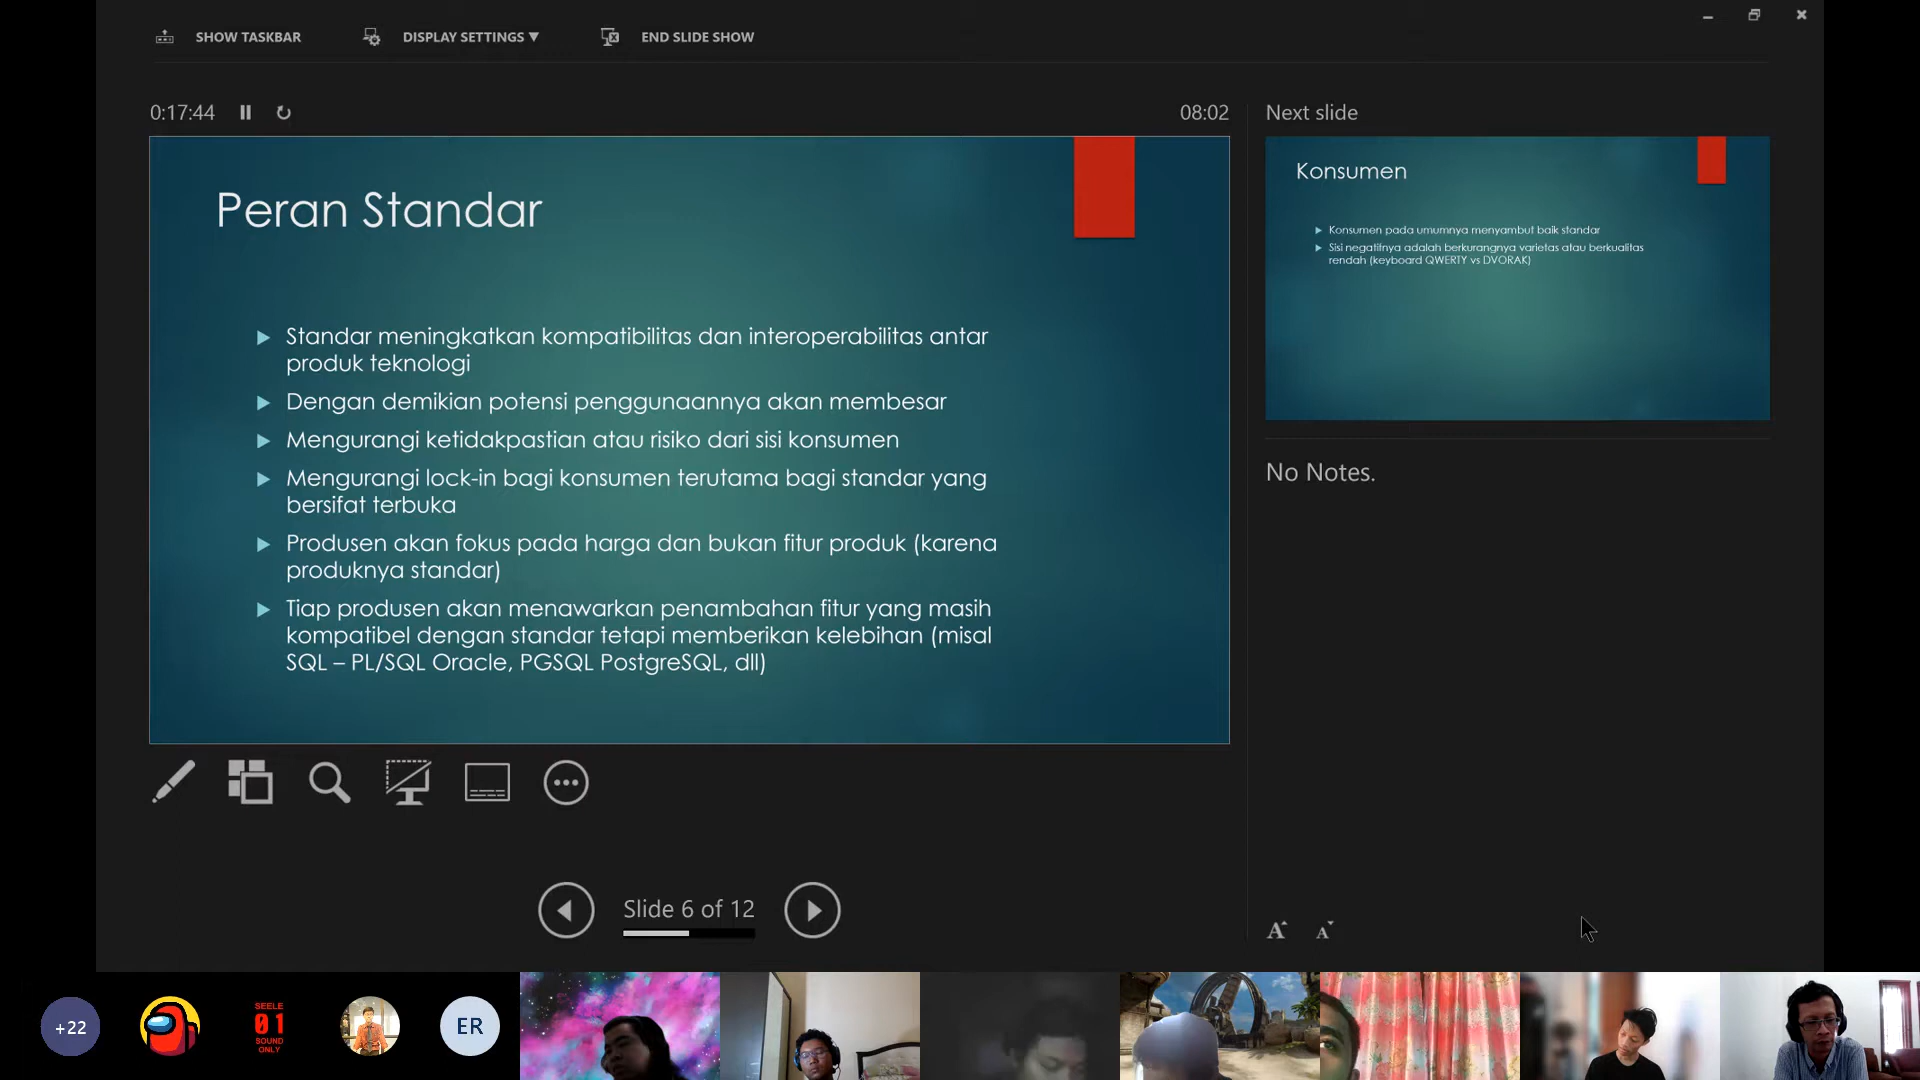 SHOW TASKBAR
DISPLAY SETTINGS ▼
END SLIDE SHOW
0:17:44
08:02
Peran Standar
Standar meningkatkan kompatibilitas dan interoperabilitas antar
produk teknologi
Dengan demikian potensi penggunaannya akan membesar
Mengurangi ketidakpastian atau risiko dari sisi konsumen
Mengurangi lock-in bagi konsumen terutama bagi standar yang
bersifat terbuka
Produsen akan fokus pada harga dan bukan fitur produk (karena
produknya standar)
Tiap produsen akan menawarkan penambahan fitur yang masih
kompatibel dengan standar tetapi memberikan kelebihan (misal
SQL – PL/SQL Oracle, PGSQL PostgreSQL, dll)
Next slide
Konsumen
Konsumen pada umumnya menyambut baik standar
Sisi negatifnya adalah berkurangnya varietas atau berkualitas
rendah (keyboard QWERTY vs DVORAK)
No Notes.
Slide 6 of 12
A A
+22
SEELE
01
SOUND
ONLY
ER